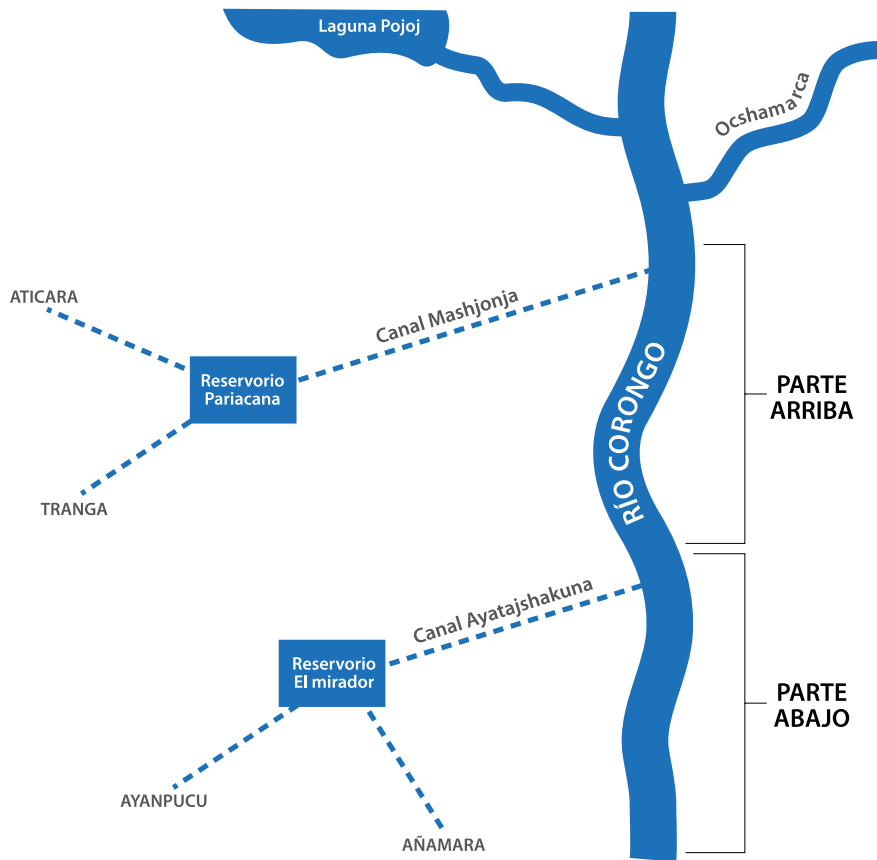 Laguna Pojoj
Ocshamarca
ATICARA
Canal Mashjonja
Reservorio
Pariacana
PARTE
ARRIBA
RÍO CORONGO
TRANGA
Canal Ayatajshakuna
Reservorio
El mirador
PARTE
ABAJO
AYANPUCU
AÑAMARA